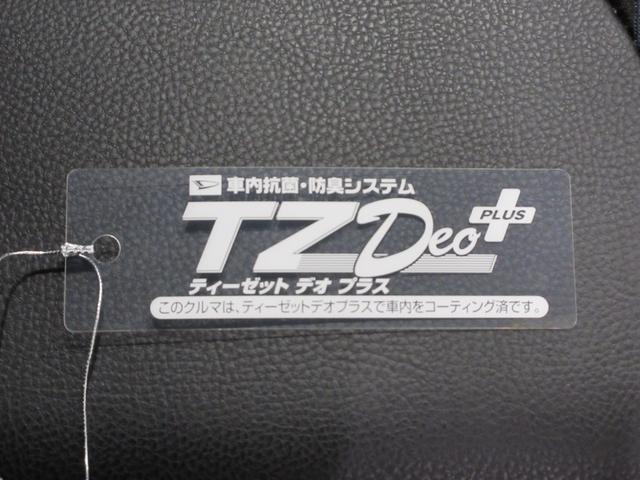 車内抗菌・防臭システム
TZ Deo PLUS
ティーゼット デオ プラス
このクルマは、ティーゼットデオプラスで車内をコーティング済です。